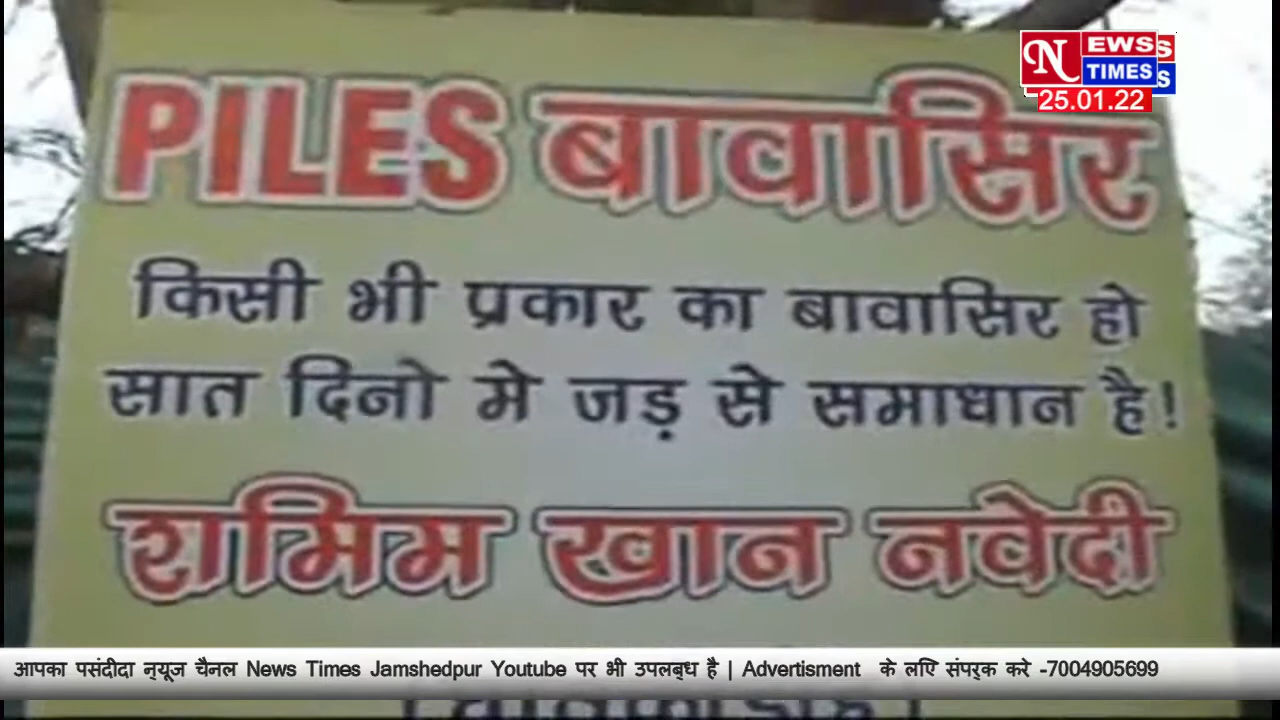 NEWS
TIMES
25.01.22
PILES बावासिर
किसी भी प्रकार का बावासिर हो
सात दिनो मे जड़ से समाधान है!
शमिम खान नवेदी
आपका पसंदीदा न्यूज चैनल News Times Jamshedpur Youtube पर भी उपलब्ध है | Advertisment के लिए संपर्क करे -7004905699